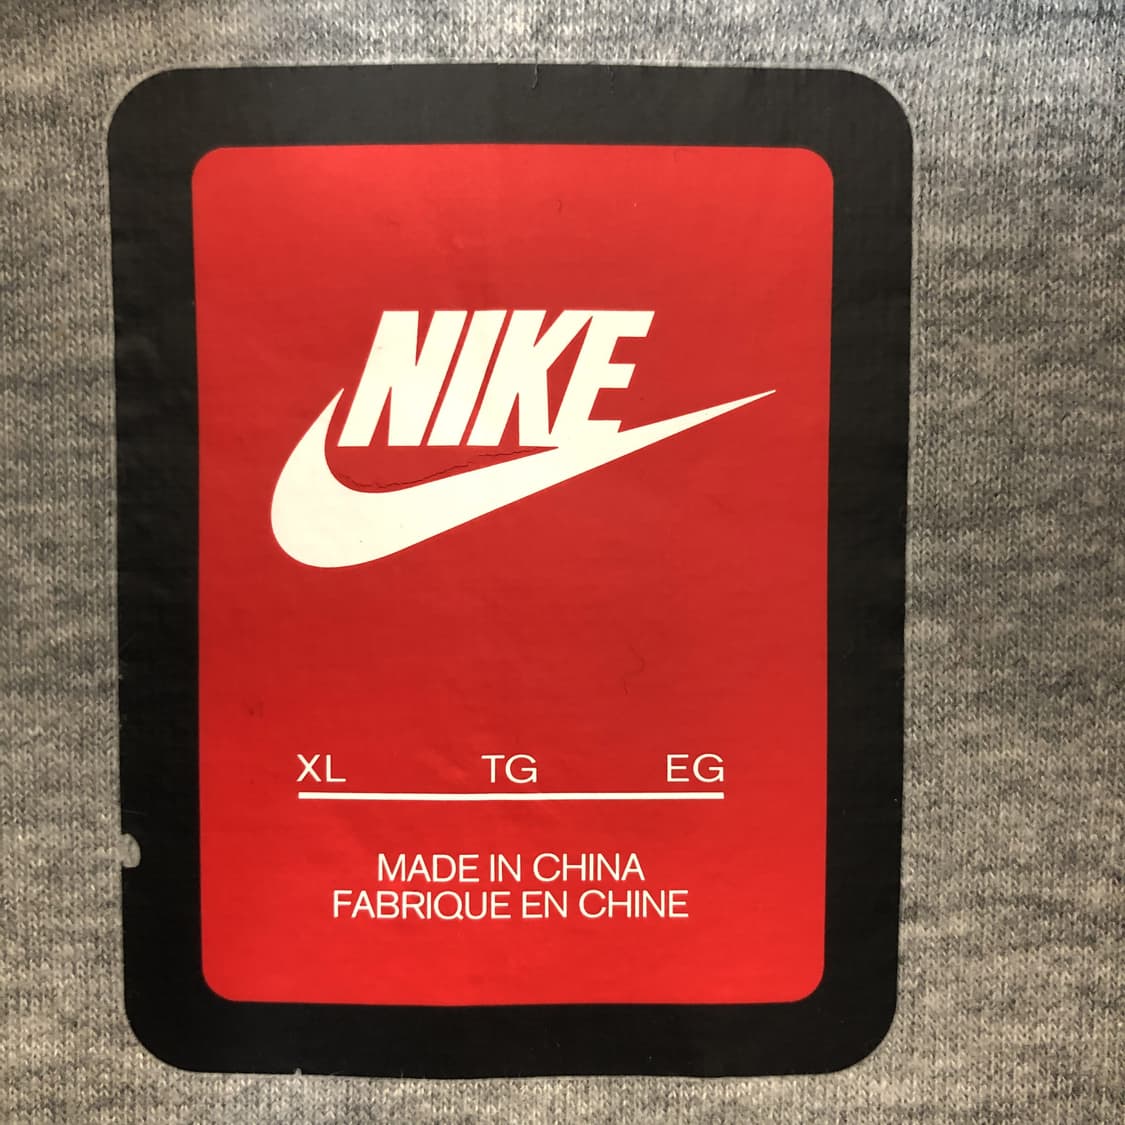 NIKE
XL TG EG
MADE IN CHINA
FABRIQUE EN CHINE